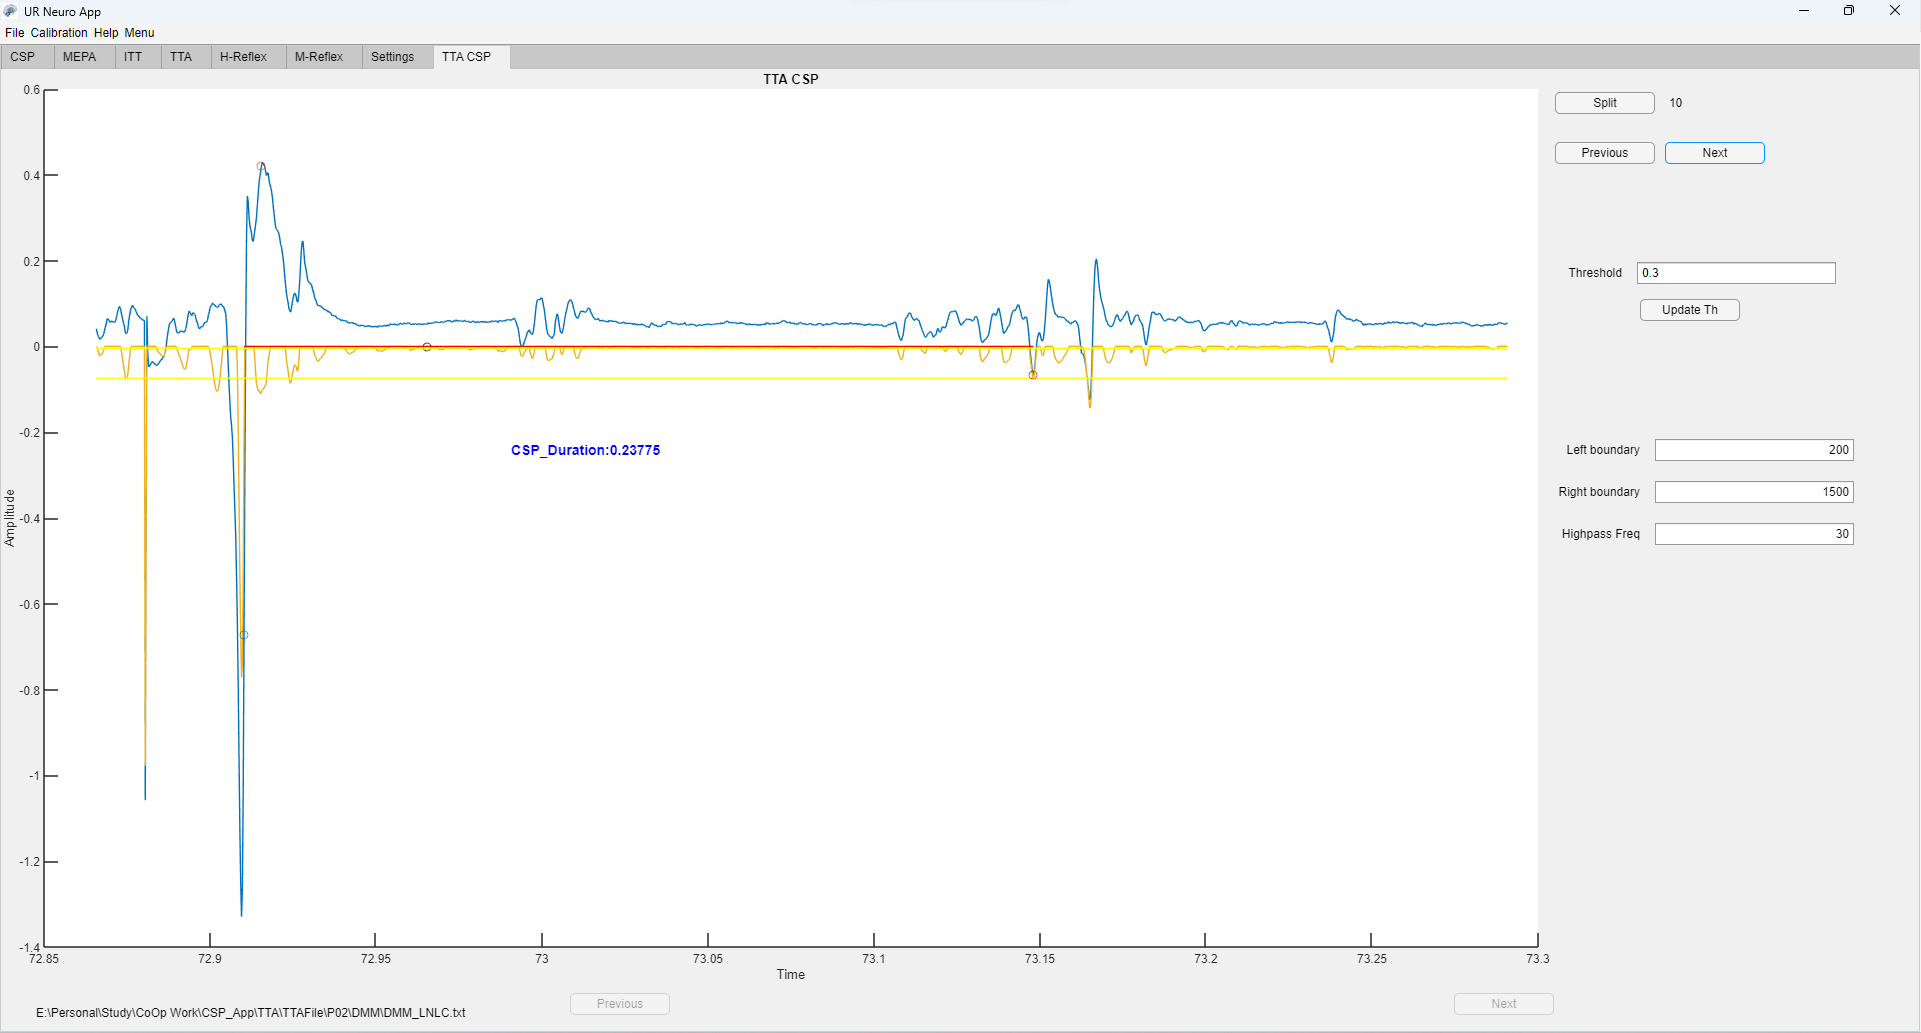 UR Neuro App
File Calibration Help Menu
CSP MEPA ITT TTA H-Reflex M-Reflex Settings TTA CSP
TTA CSP
Split 10
Previous Next
Threshold 0.3
Update Th
Left boundary 200
Right boundary 1500
Highpass Freq 30
0.6
0.4
0.2
0
-0.2
-0.4
-0.6
-0.8
-1
-1.2
-1.4
Amplitude
CSP_Duration:0.23775
72.85 72.9 72.95 73 73.05 73.1 73.15 73.2 73.25 73.3
Time
Previous Next
E:\Personal\Study\CoOp Work\CSP_App\TTA\TTAFile\P02\DMM\DMM_LNLC.txt